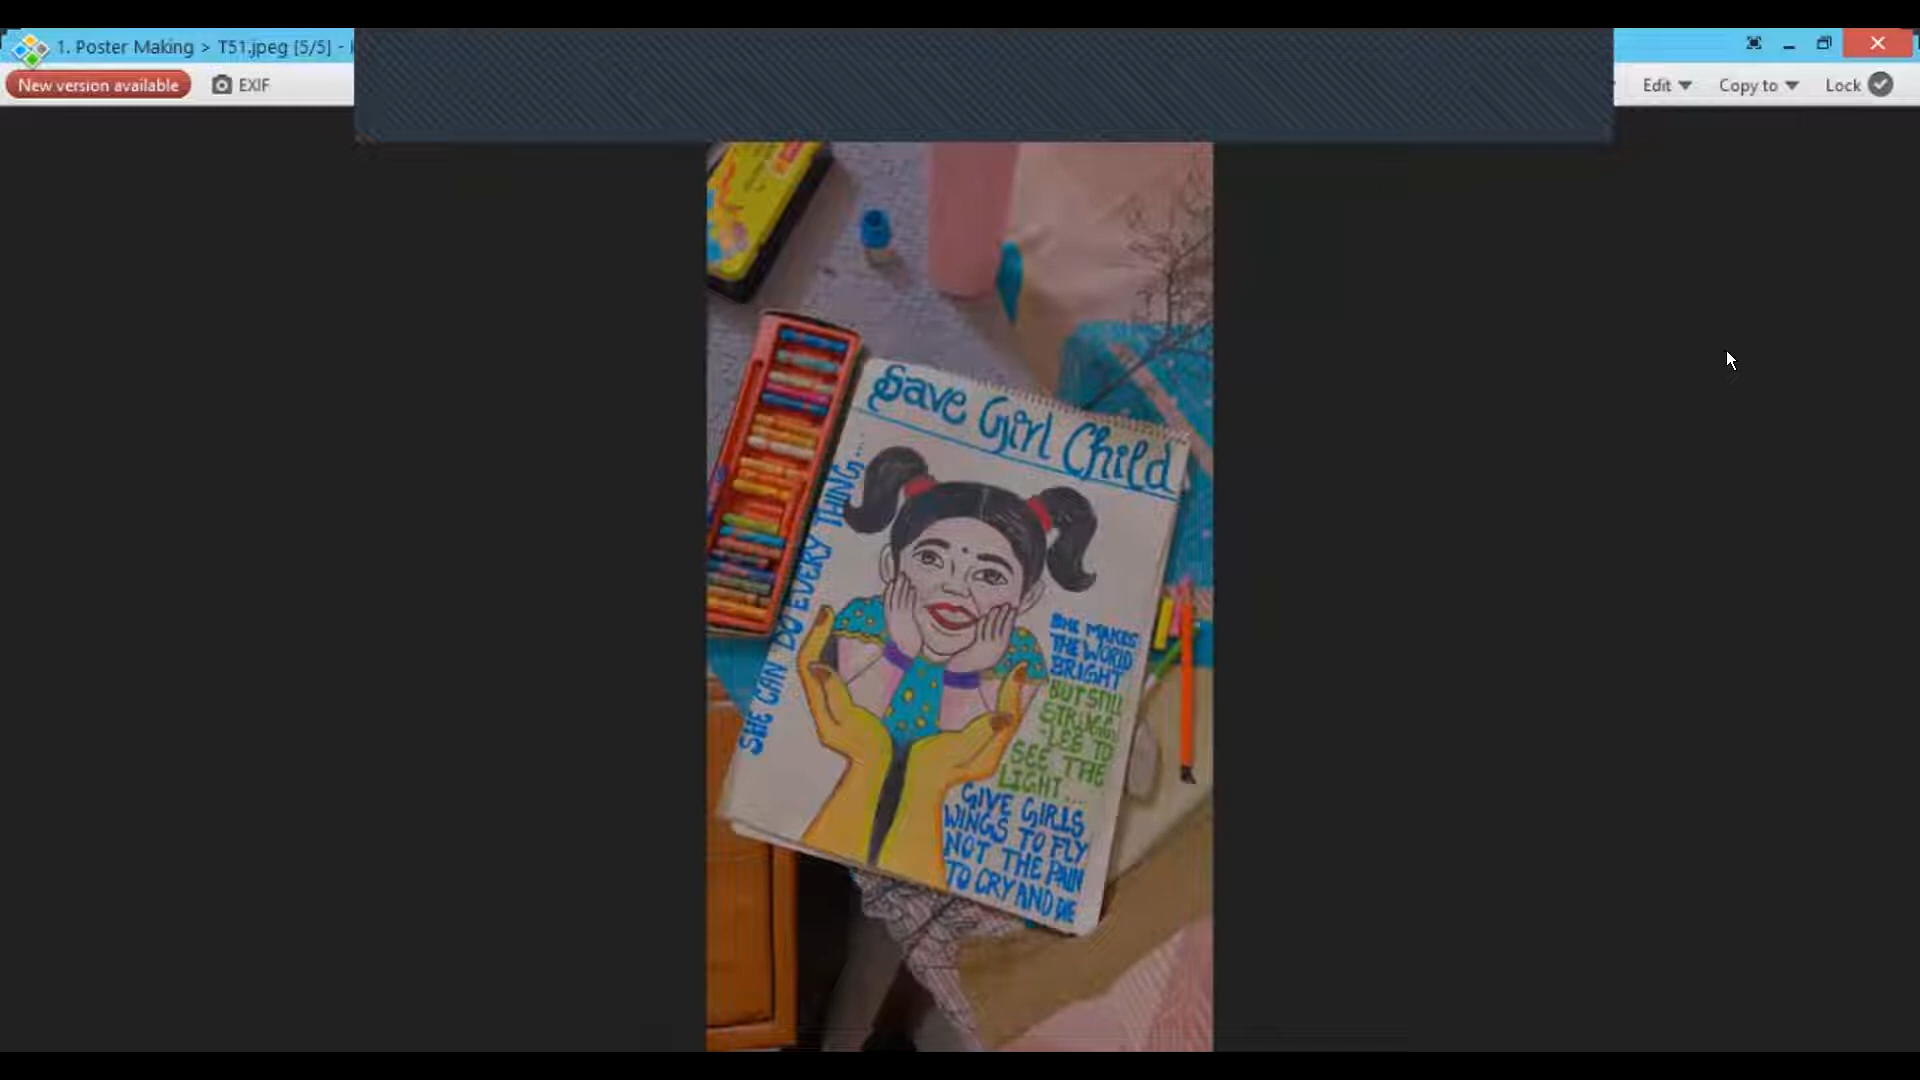 1. Poster Making > T51.jpeg [5/5] -
New version available
EXIF
Edit
Copy to
Lock
Save Girl Child
SHE CAN DO EVERY THING....
SHE MAKES
THE WORLD
BRIGHT
BUT STILL
STRUGG
-LES TO
SEE THE
LIGHT...
GIVE GIRLS
WINGS TO FLY
NOT THE PAIN
TO CRY AND DIE